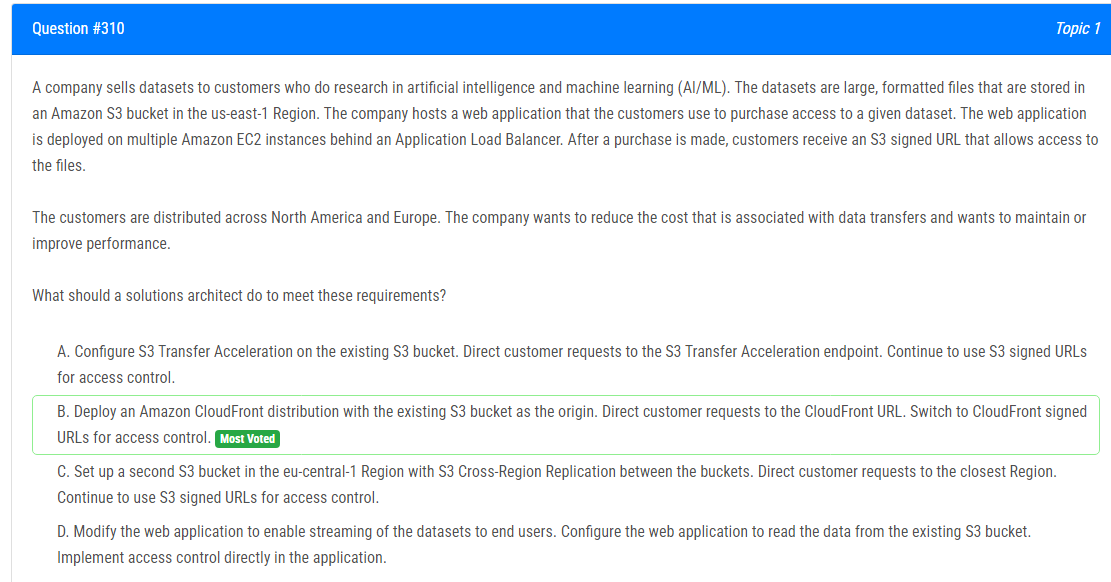 Question #310
Topic 1
A company sells datasets to customers who do research in artificial intelligence and machine learning (AI/ML). The datasets are large, formatted files that are stored in
an Amazon S3 bucket in the us-east-1 Region. The company hosts a web application that the customers use to purchase access to a given dataset. The web application
is deployed on multiple Amazon EC2 instances behind an Application Load Balancer. After a purchase is made, customers receive an S3 signed URL that allows access to
the files.
The customers are distributed across North America and Europe. The company wants to reduce the cost that is associated with data transfers and wants to maintain or
improve performance.
What should a solutions architect do to meet these requirements?
A. Configure S3 Transfer Acceleration on the existing S3 bucket. Direct customer requests to the S3 Transfer Acceleration endpoint. Continue to use S3 signed URLs
for access control.
B. Deploy an Amazon CloudFront distribution with the existing S3 bucket as the origin. Direct customer requests to the CloudFront URL. Switch to CloudFront signed
URLs for access control. Most Voted
C. Set up a second S3 bucket in the eu-central-1 Region with S3 Cross-Region Replication between the buckets. Direct customer requests to the closest Region.
Continue to use S3 signed URLs for access control.
D. Modify the web application to enable streaming of the datasets to end users. Configure the web application to read the data from the existing S3 bucket.
Implement access control directly in the application.